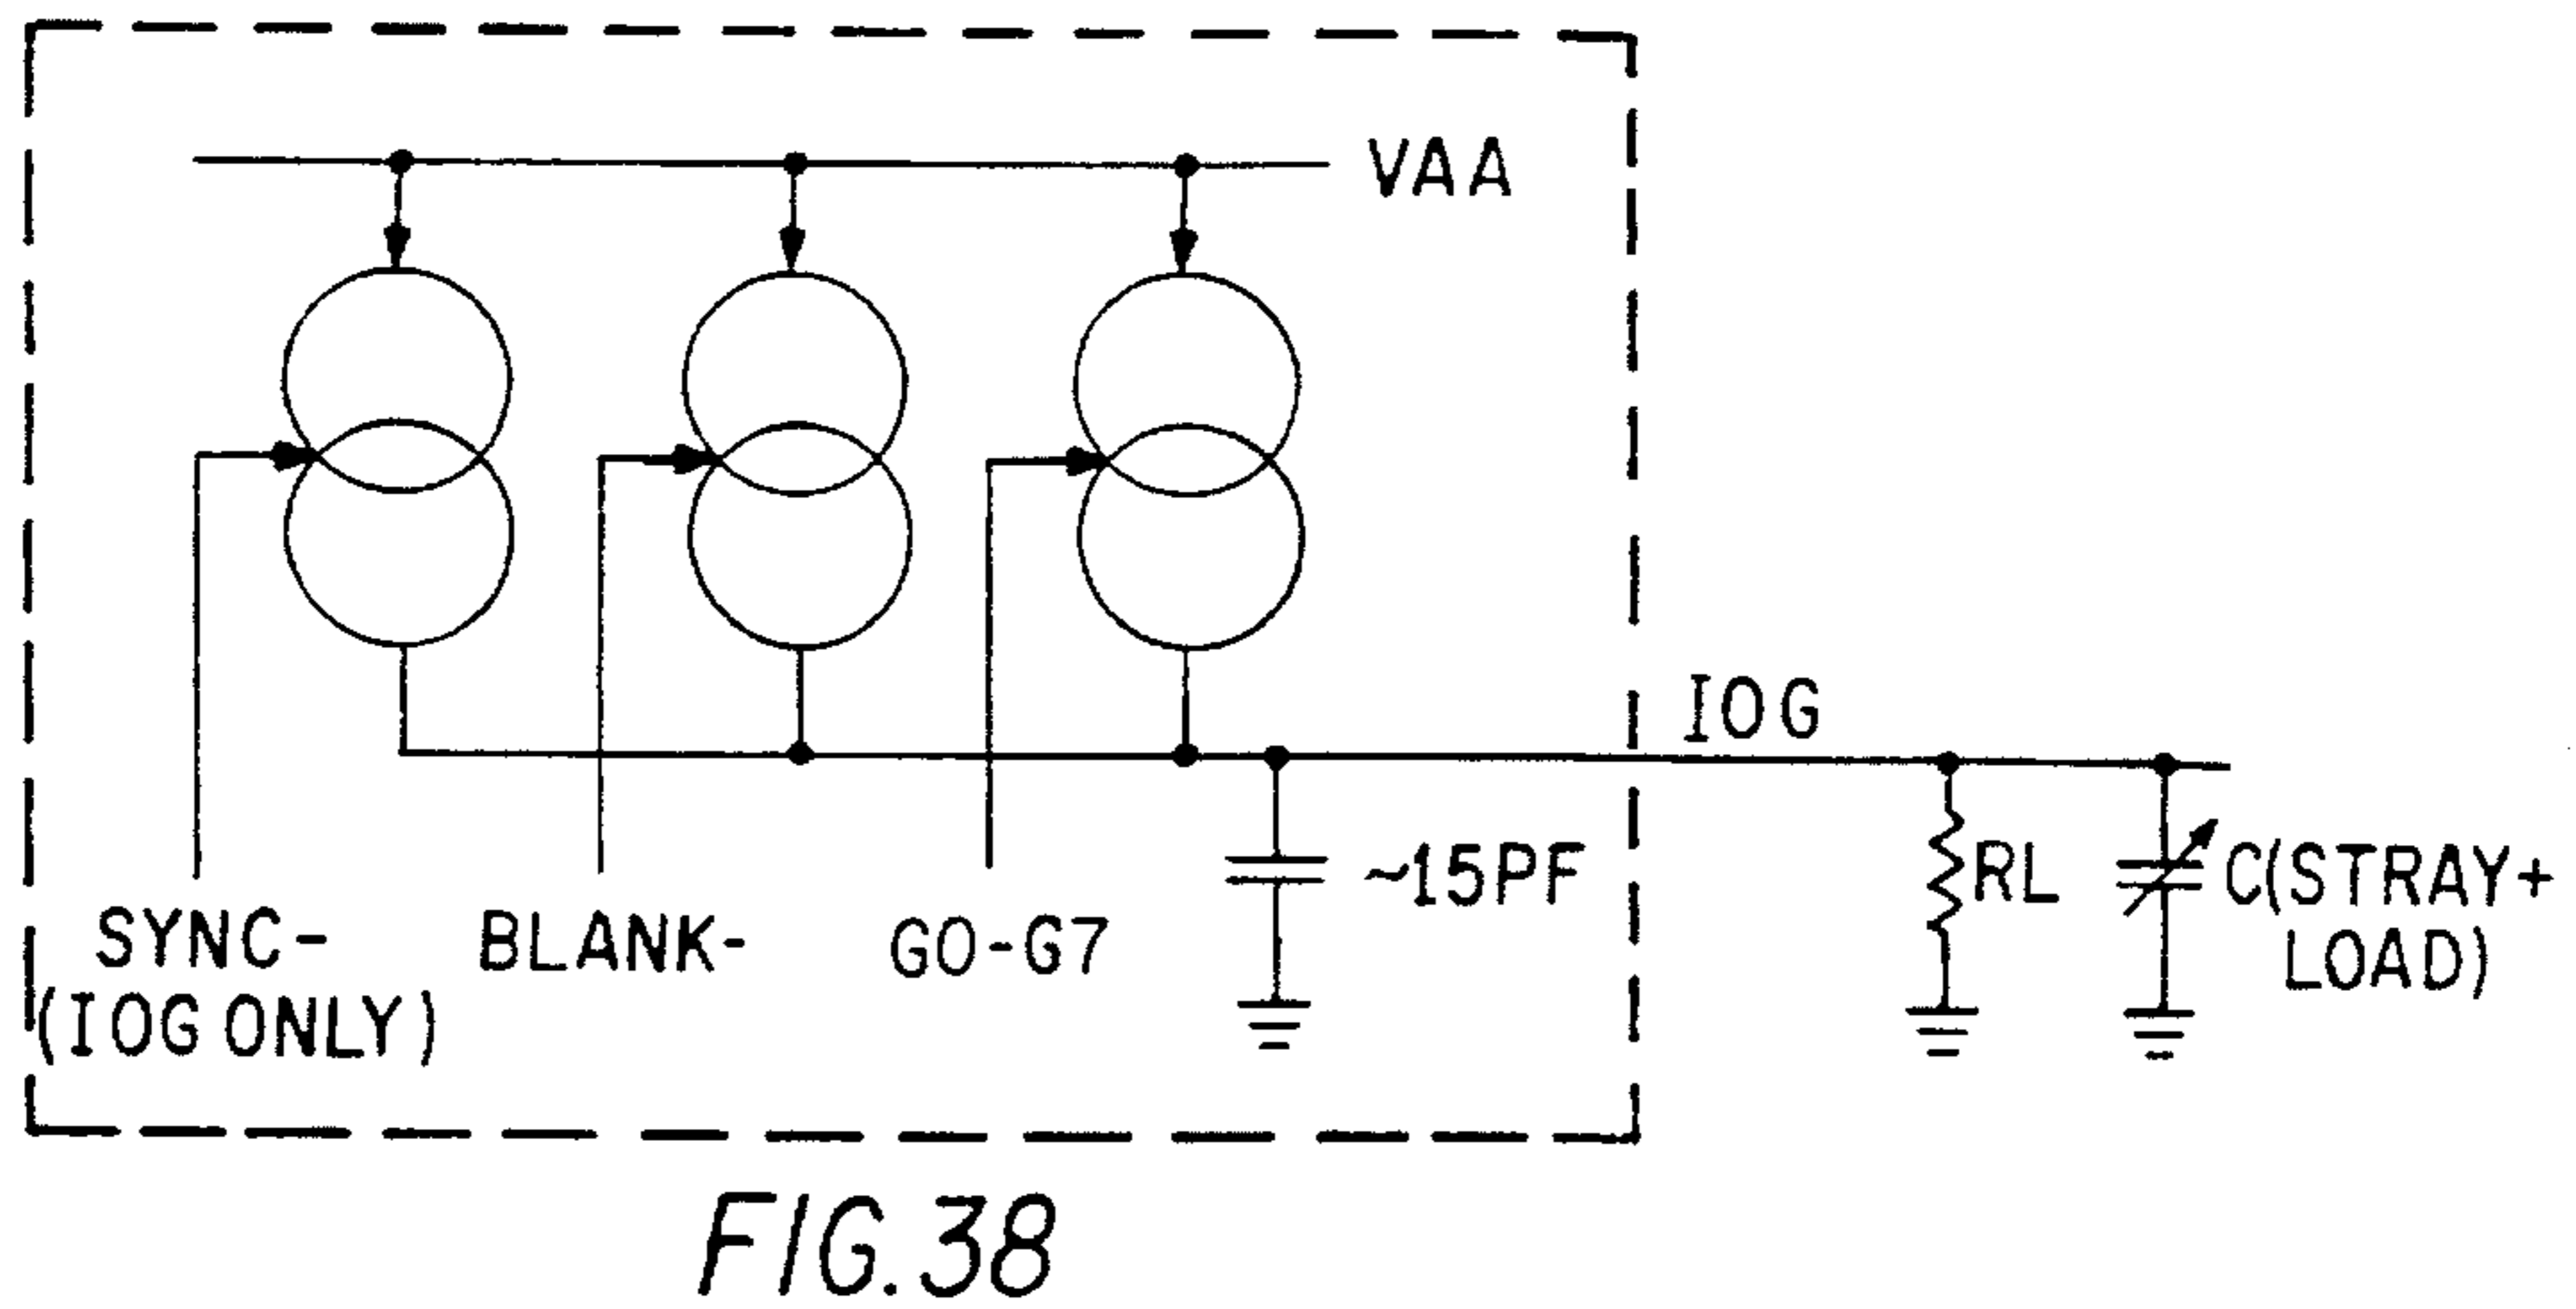 VAA
IOG
~15PF
RL
C(STRAY+
LOAD)
SYNC-
(IOG ONLY)
BLANK-
G0-G7
FIG.38